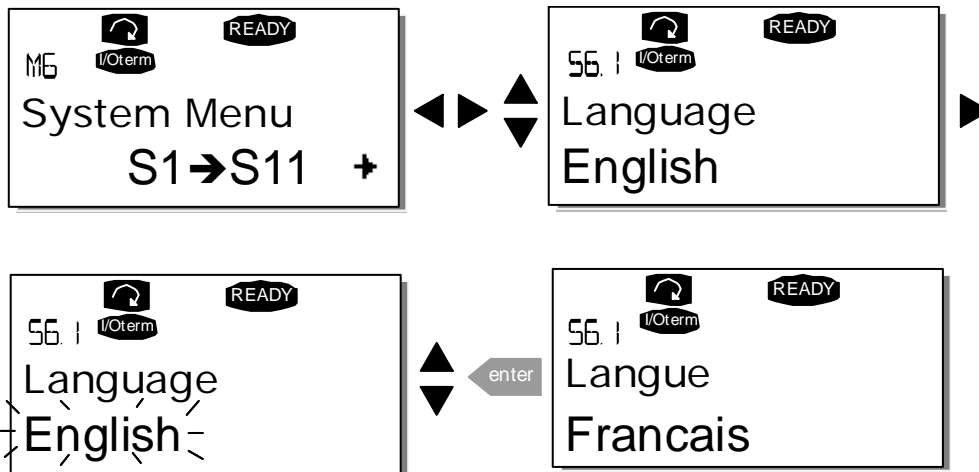 READY
M6 I/Oterm
System Menu
S1➔S11
READY
S6.1 I/Oterm
Language
English
READY
S6.1 I/Oterm
Language
English
enter
READY
S6.1 I/Oterm
Langue
Francais